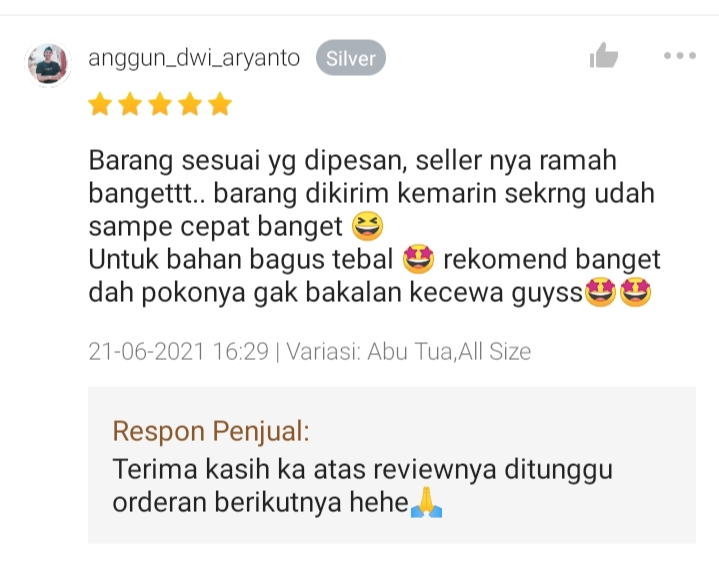 anggun_dwi_aryanto Silver
Barang sesuai yg dipesan, seller nya ramah
bangettt.. barang dikirim kemarin sekrng udah
sampe cepat banget 😆
Untuk bahan bagus tebal 🤩 rekomend banget
dah pokonya gak bakalan kecewa guyss🤩🤩
21-06-2021 16:29 | Variasi: Abu Tua,All Size
Respon Penjual:
Terima kasih ka atas reviewnya ditunggu
orderan berikutnya hehe🙏